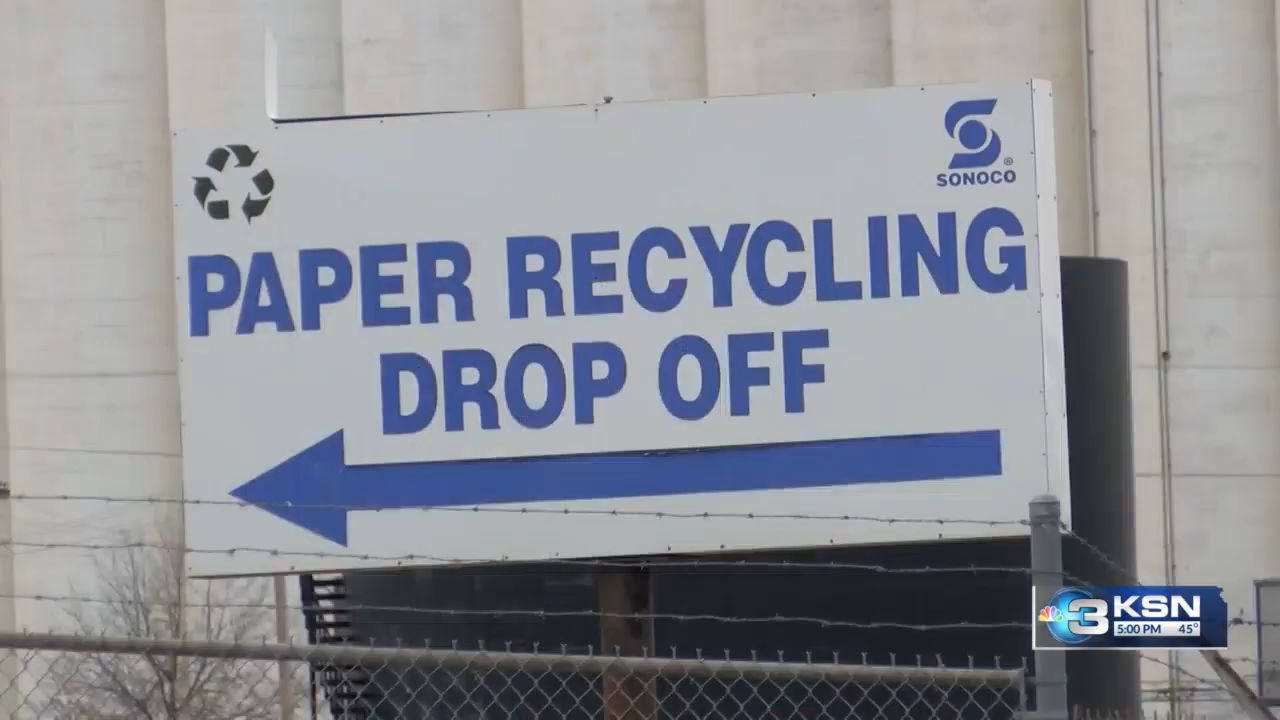 SONOCO
PAPER RECYCLING
DROP OFF
3 KSN
5:00 PM 45°